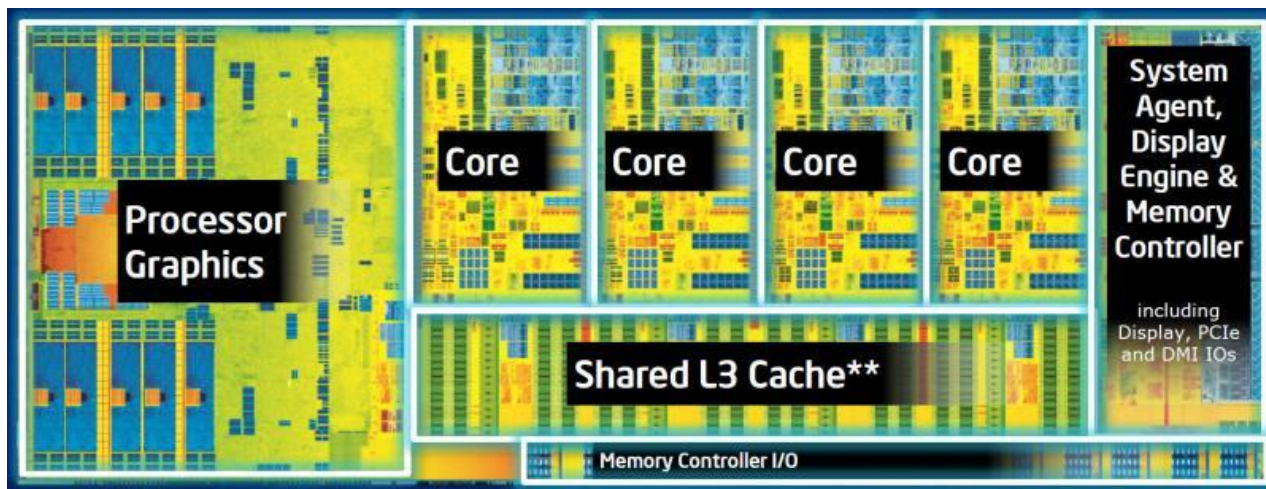 Processor
Graphics
Core
Core
Core
Core
System
Agent,
Display
Engine &
Memory
Controller
including
Display, PCIe
and DMI IOs
Shared L3 Cache**
Memory Controller I/O